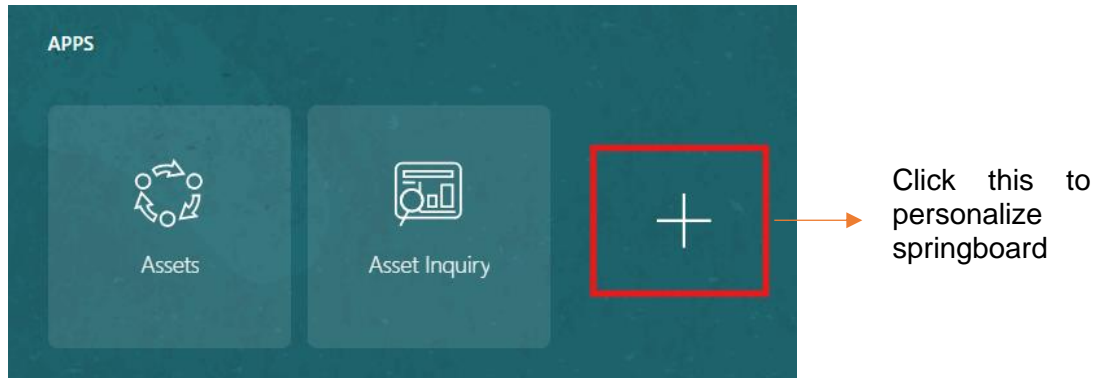 APPS
Assets
Asset Inquiry
Click this to
personalize
springboard